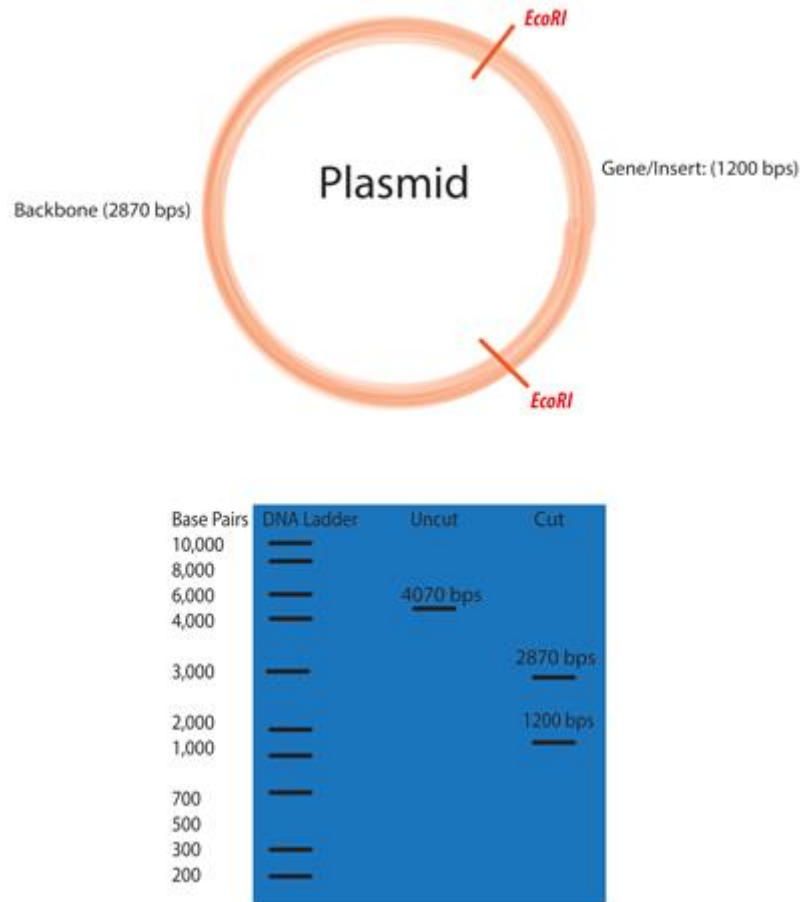 EcoRI
Plasmid
Gene/Insert: (1200 bps)
Backbone (2870 bps)
EcoRI
Base Pairs DNA Ladder Uncut Cut
10,000
8,000
6,000
4070 bps
4,000
2870 bps
3,000
2,000
1200 bps
1,000
700
500
300
200